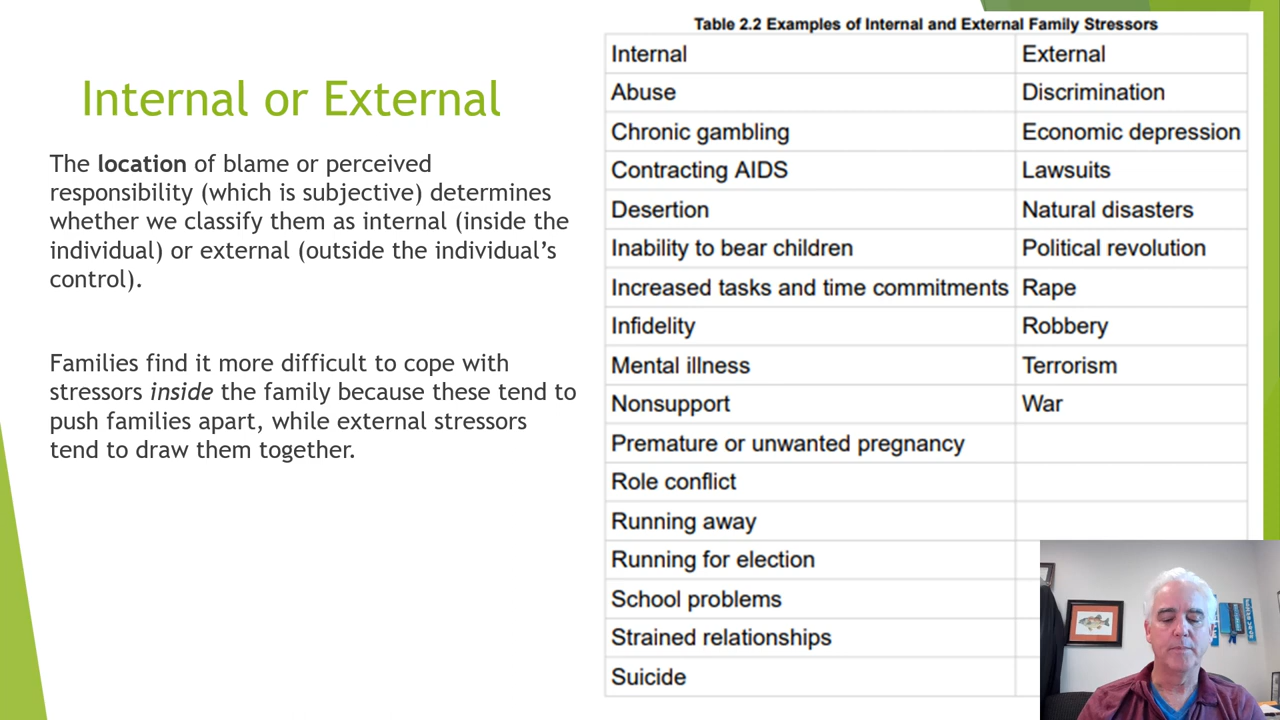 Internal or External
The location of blame or perceived
responsibility (which is subjective) determines
whether we classify them as internal (inside the
individual) or external (outside the individual's
control).
Families find it more difficult to cope with
stressors inside the family because these tend to
push families apart, while external stressors
tend to draw them together.
Table 2.2 Examples of Internal and External Family Stressors
Internal External
Abuse Discrimination
Chronic gambling Economic depression
Contracting AIDS Lawsuits
Desertion Natural disasters
Inability to bear children Political revolution
Increased tasks and time commitments Rape
Infidelity Robbery
Mental illness Terrorism
Nonsupport War
Premature or unwanted pregnancy
Role conflict
Running away
Running for election
School problems
Strained relationships
Suicide